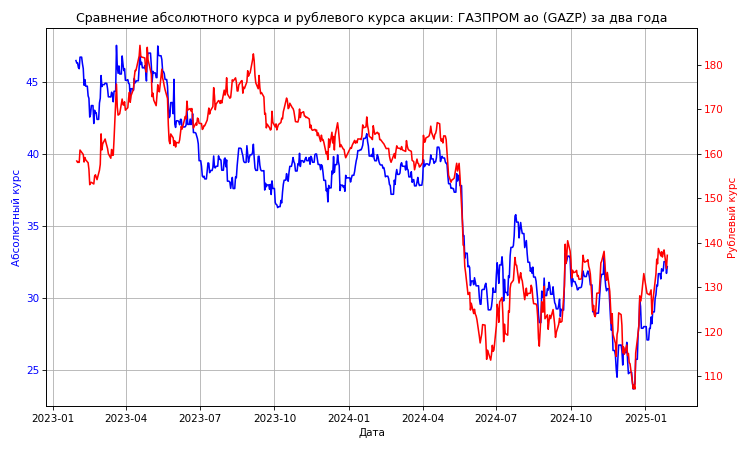 Сравнение абсолютного курса и рублевого курса акции: ГАЗПРОМ ао (GAZP) за два года
Абсолютный курс
45
40
35
30
25
180
170
160
150
140
130
120
110
Рублевый курс
2023-01 2023-04 2023-07 2023-10 2024-01 2024-04 2024-07 2024-10 2025-01
Дата